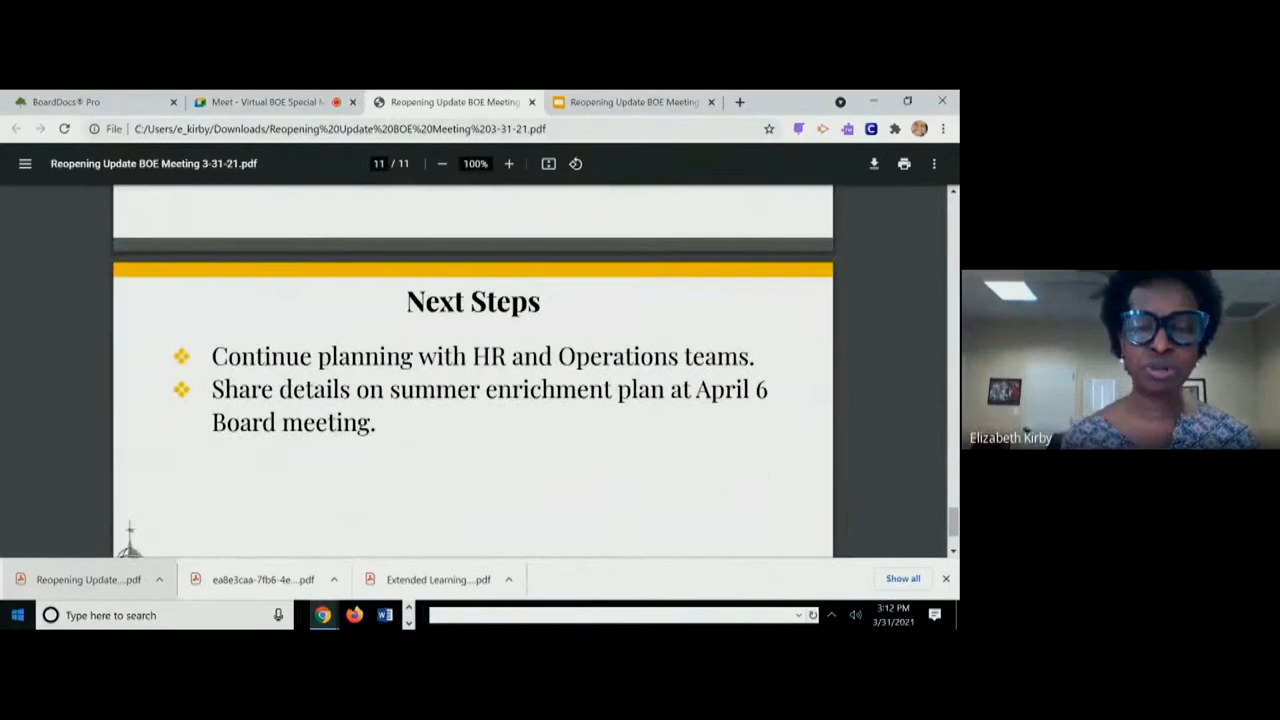 BoardDocs® Pro
Meet - Virtual BOE Special M
Reopening Update BOE Meeting
Reopening Update BOE Meeting
File | C:/Users/e_kirby/Downloads/Reopening%20Update%20BOE%20Meeting%203-31-21.pdf
Reopening Update BOE Meeting 3-31-21.pdf
11 / 11
100%
Next Steps
Continue planning with HR and Operations teams.
Share details on summer enrichment plan at April 6
Board meeting.
Elizabeth Kirby
Reopening Update....pdf
ea8e3caa-7fb6-4e....pdf
Extended Learning....pdf
Show all
Type here to search
3:12 PM
3/31/2021